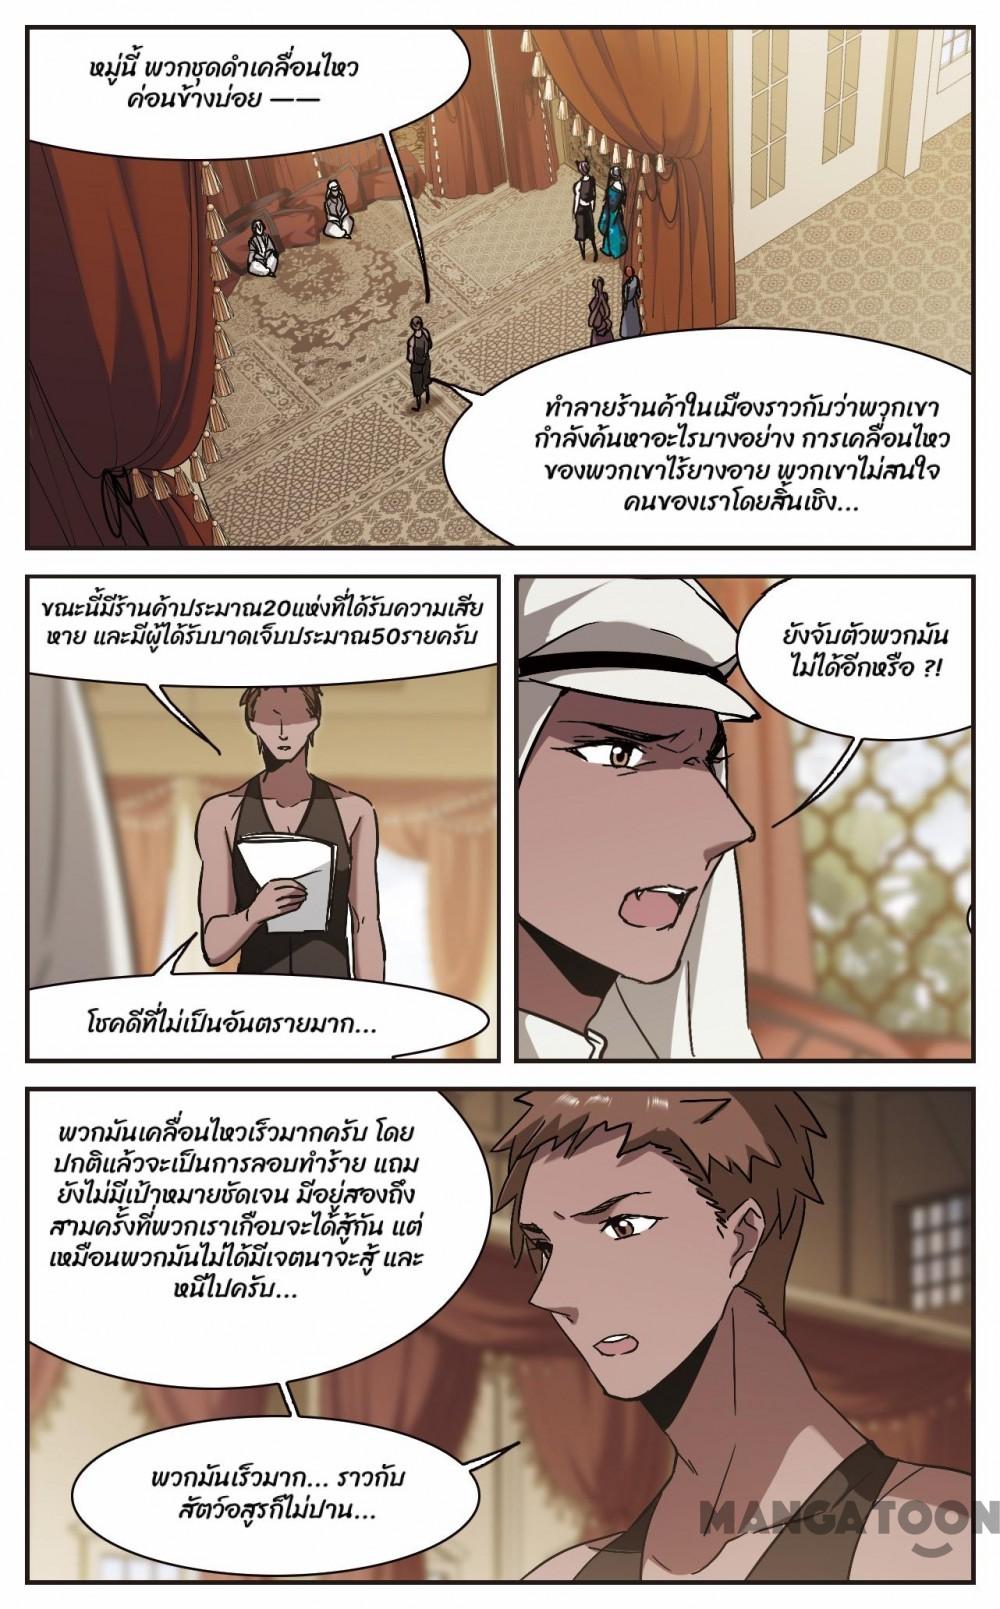 หมู่นี้ พวกชุดดำเคลื่อนไหว
ค่อนข้างบ่อย ——
ทำลายร้านค้าในเมืองราวกับว่าพวกเขา
กำลังค้นหาอะไรบางอย่าง การเคลื่อนไหว
ของพวกเขาไร้ยางอาย พวกเขาไม่สนใจ
คนของเราโดยสิ้นเชิง...
ขณะนี้มีร้านค้าประมาณ20แห่งที่ได้รับความเสีย
หาย และมีผู้ได้รับบาดเจ็บประมาณ50รายครับ
โชคดีที่ไม่เป็นอันตรายมาก...
ยังจับตัวพวกมัน
ไม่ได้อีกหรือ ?!
พวกมันเคลื่อนไหวเร็วมากครับ โดย
ปกติแล้วจะเป็นการลอบทำร้าย แถม
ยังไม่มีเป้าหมายชัดเจน มีอยู่สองถึง
สามครั้งที่พวกเราเกือบจะได้สู้กัน แต่
เหมือนพวกมันไม่ได้มีเจตนาจะสู้ และ
หนีไปครับ...
พวกมันเร็วมาก... ราวกับ
สัตว์อสูรก็ไม่ปาน...
MANGATOON